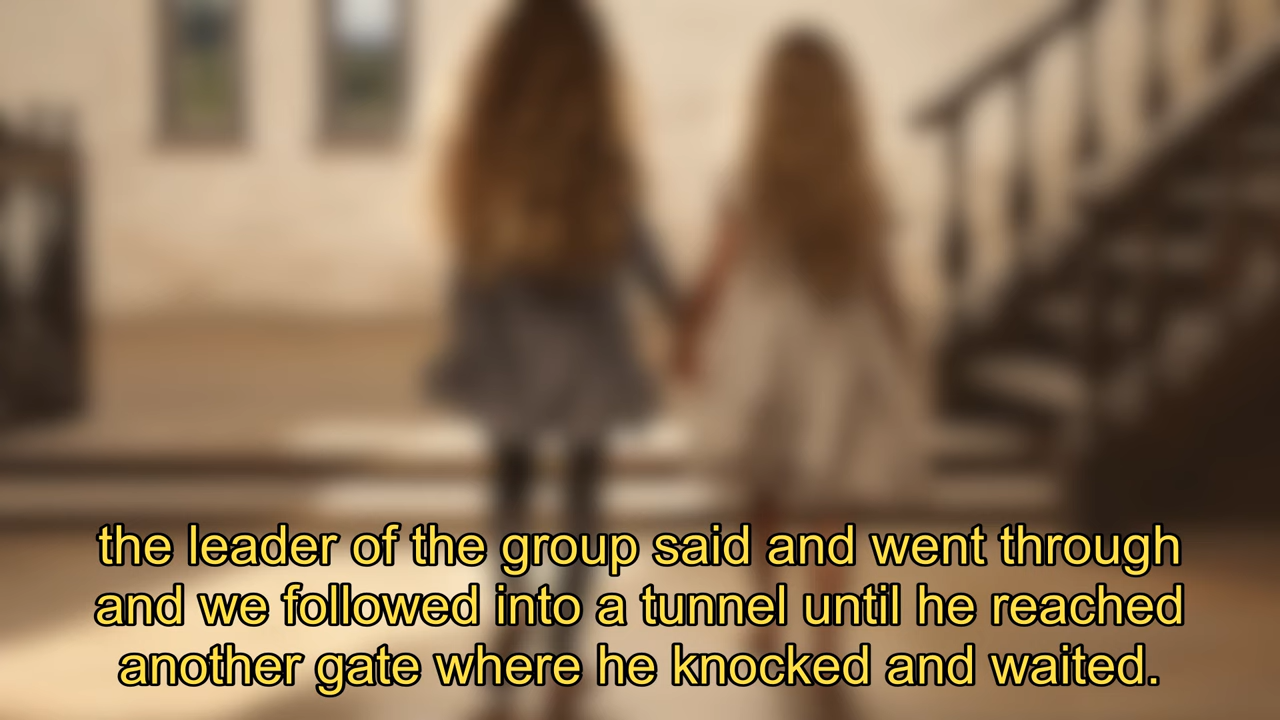 the leader of the group said and went through
and we followed into a tunnel until he reached
another gate where he knocked and waited.